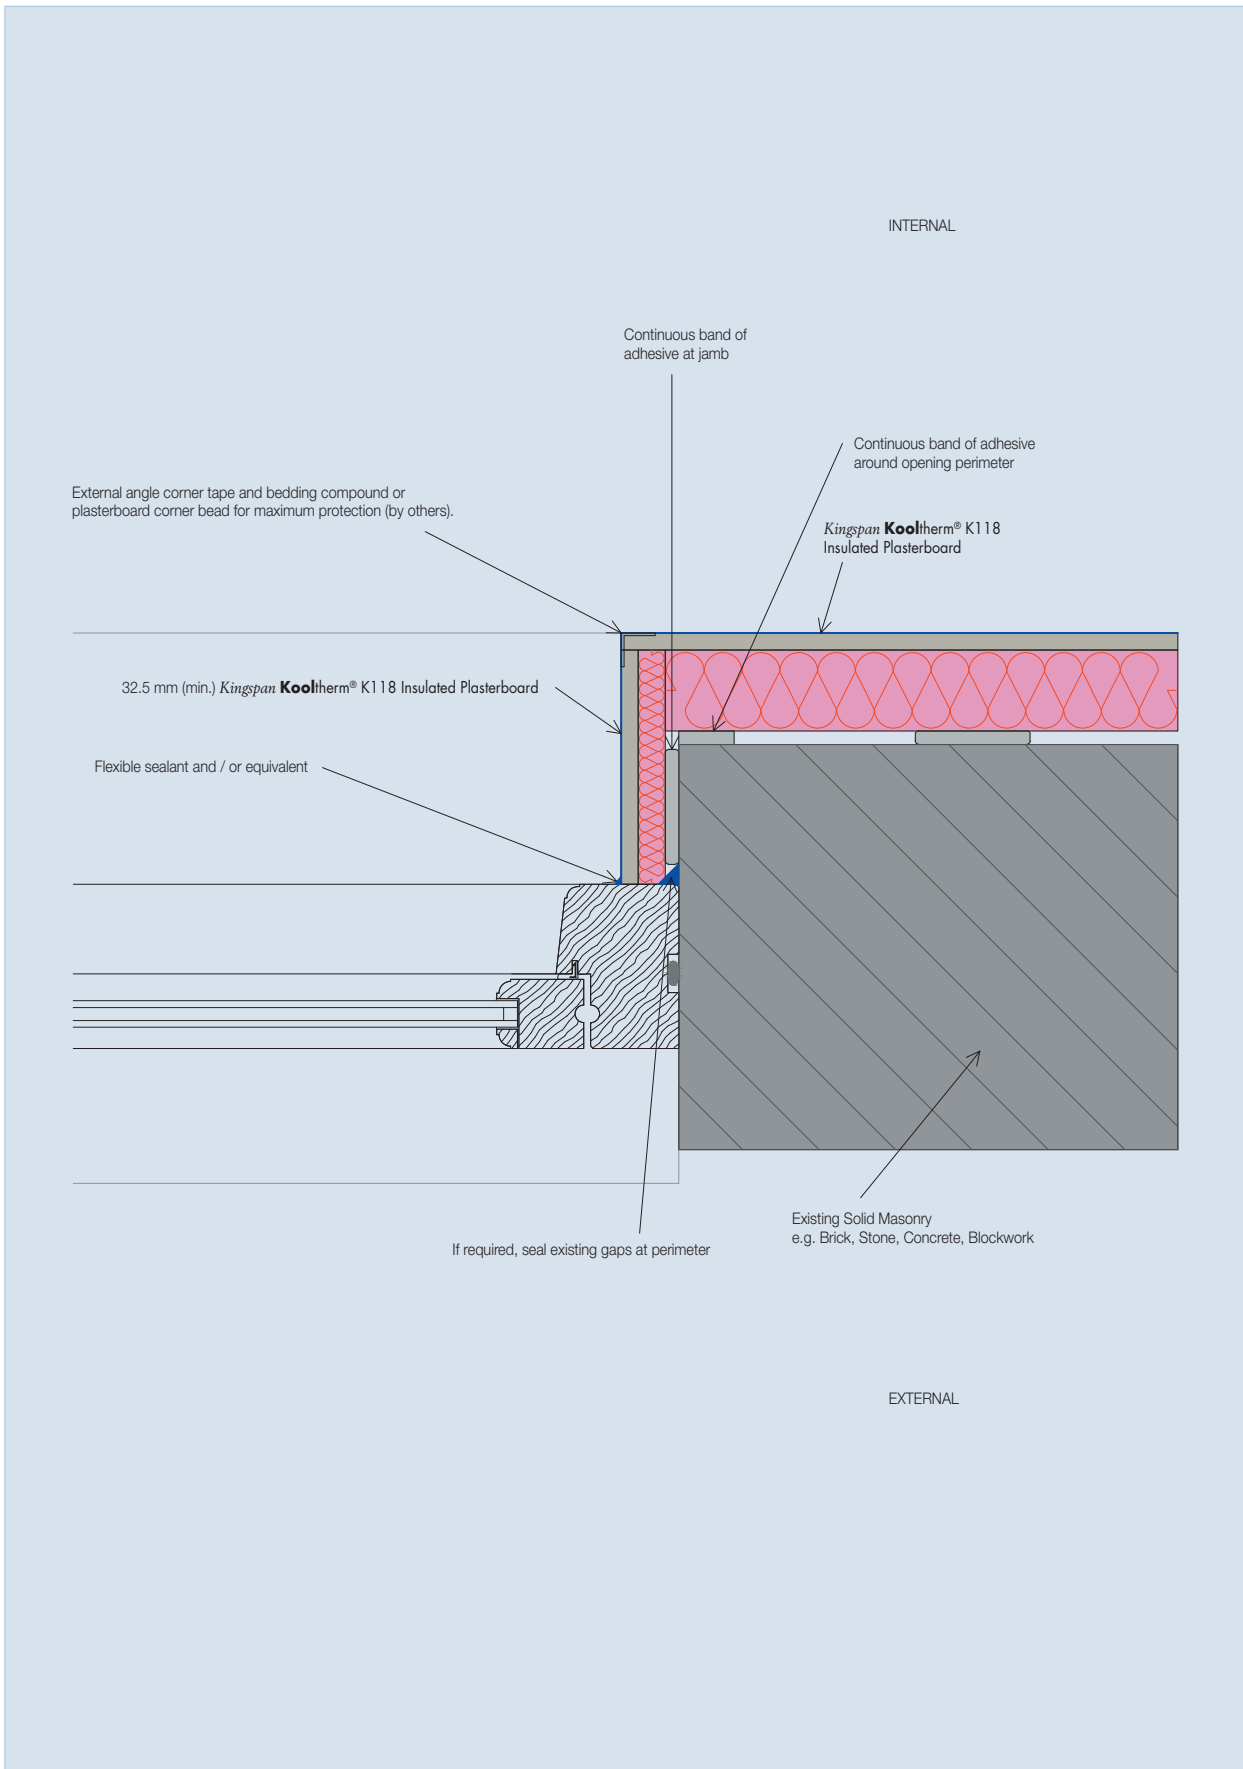 INTERNAL
Continuous band of
adhesive at jamb
Continuous band of adhesive
around opening perimeter
External angle corner tape and bedding compound or
plasterboard corner bead for maximum protection (by others).
Kingspan Kooltherm® K118
Insulated Plasterboard
32.5 mm (min.) Kingspan Kooltherm® K118 Insulated Plasterboard
Flexible sealant and / or equivalent
Existing Solid Masonry
e.g. Brick, Stone, Concrete, Blockwork
If required, seal existing gaps at perimeter
EXTERNAL